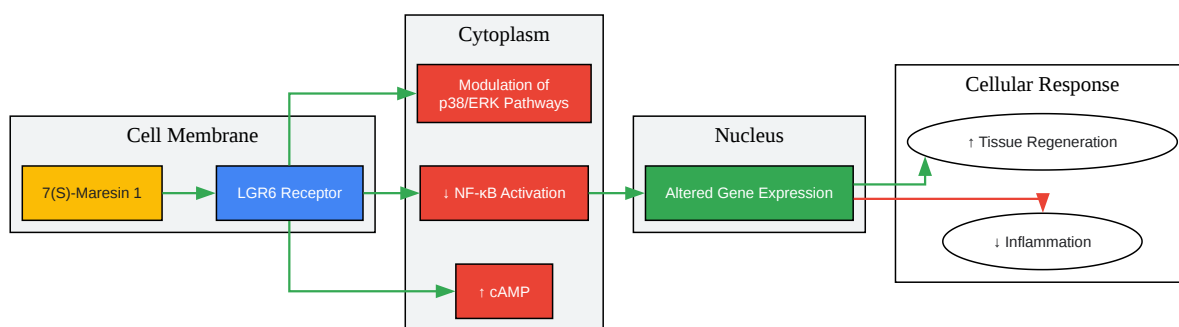 Cell Membrane
7(S)-Maresin 1
LGR6 Receptor
Cytoplasm
Modulation of
p38/ERK Pathways
↓ NF-κB Activation
↑ cAMP
Nucleus
Altered Gene Expression
Cellular Response
↑ Tissue Regeneration
↓ Inflammation